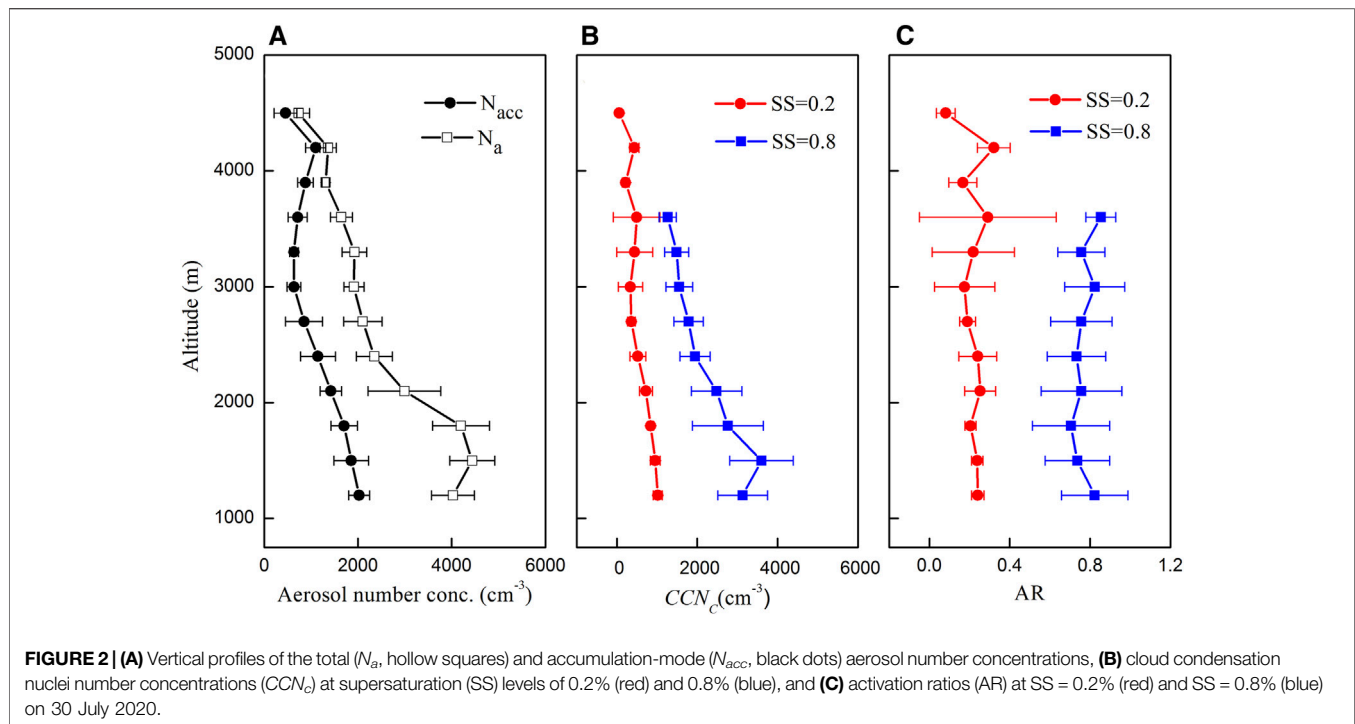 A
B
C
5000
4000
3000
2000
1000
Altitude (m)
N_acc
N_a
SS=0.2
SS=0.8
SS=0.2
SS=0.8
0 2000 4000 6000
0 2000 4000 6000
0.0 0.4 0.8 1.2
Aerosol number conc. (cm⁻³)
CCN_C(cm⁻³)
AR
FIGURE 2 | (A) Vertical profiles of the total (N_a, hollow squares) and accumulation-mode (N_acc, black dots) aerosol number concentrations, (B) cloud condensation
nuclei number concentrations (CCN_c) at supersaturation (SS) levels of 0.2% (red) and 0.8% (blue), and (C) activation ratios (AR) at SS = 0.2% (red) and SS = 0.8% (blue)
on 30 July 2020.